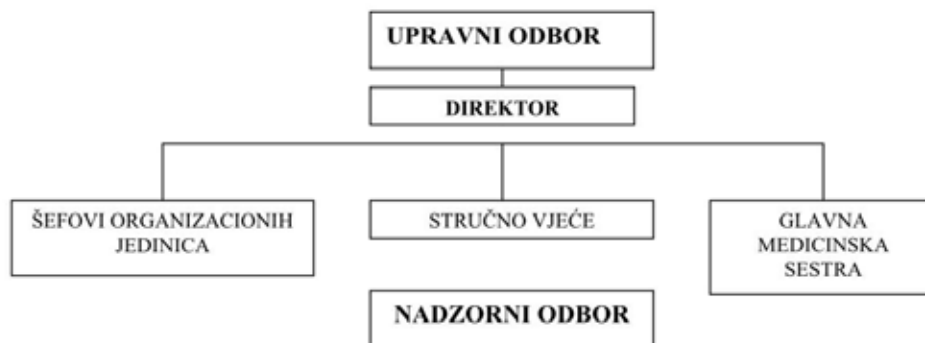 UPRAVNI ODBOR
DIREKTOR
ŠEFOVI ORGANIZACIONIH
JEDINICA
STRUČNO VJEĆE
GLAVNA
MEDICINSKA
SESTRA
NADZORNI ODBOR